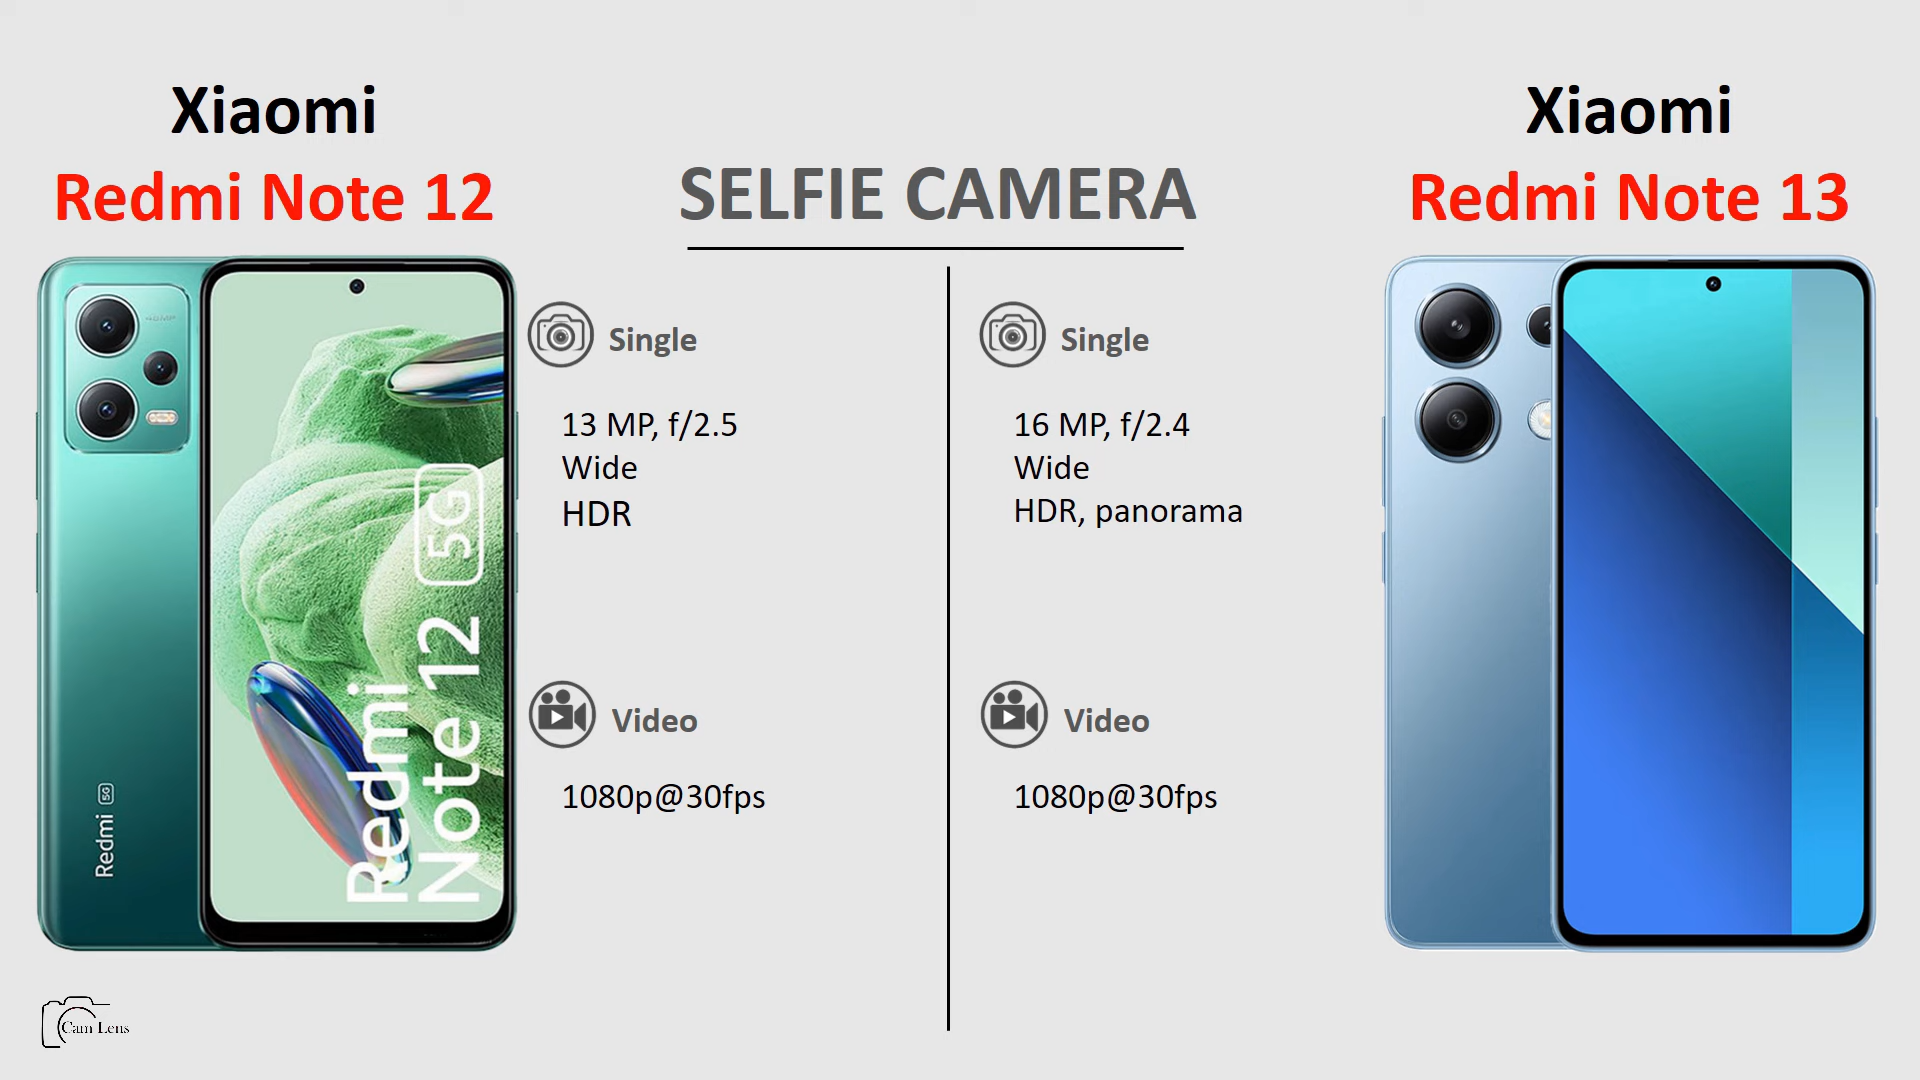 Xiaomi
Redmi Note 12
SELFIE CAMERA
Xiaomi
Redmi Note 13
48MP
Redmi 5G
Redmi
Note 12 5G
Single
13 MP, f/2.5
Wide
HDR
Video
1080p@30fps
Single
16 MP, f/2.4
Wide
HDR, panorama
Video
1080p@30fps
Cam Lens